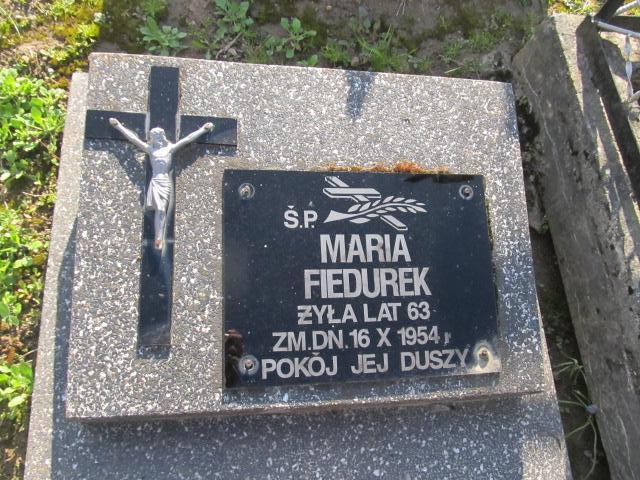 Ś.P.
MARIA
FIEDUREK
ŻYŁA LAT 63
ZM. DN. 16 X 1954 r
POKÓJ JEJ DUSZY